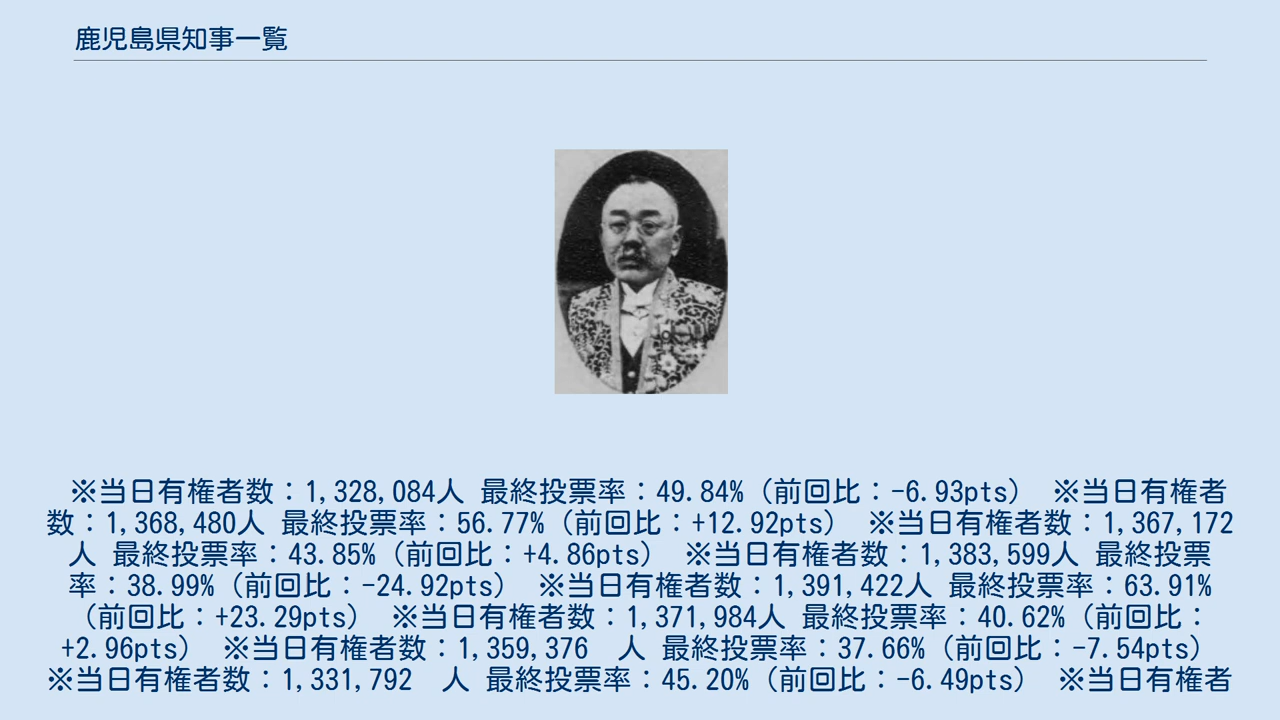 鹿児島県知事一覧
※当日有権者数：1,328,084人 最終投票率：49.84%（前回比：-6.93pts） ※当日有権者
数：1,368,480人 最終投票率：56.77%（前回比：+12.92pts） ※当日有権者数：1,367,172
人 最終投票率：43.85%（前回比：+4.86pts） ※当日有権者数：1,383,599人 最終投票
率：38.99%（前回比：-24.92pts） ※当日有権者数：1,391,422人 最終投票率：63.91%
（前回比：+23.29pts） ※当日有権者数：1,371,984人 最終投票率：40.62%（前回比：
+2.96pts） ※当日有権者数：1,359,376　人 最終投票率：37.66%（前回比：-7.54pts）
※当日有権者数：1,331,792　人 最終投票率：45.20%（前回比：-6.49pts） ※当日有権者